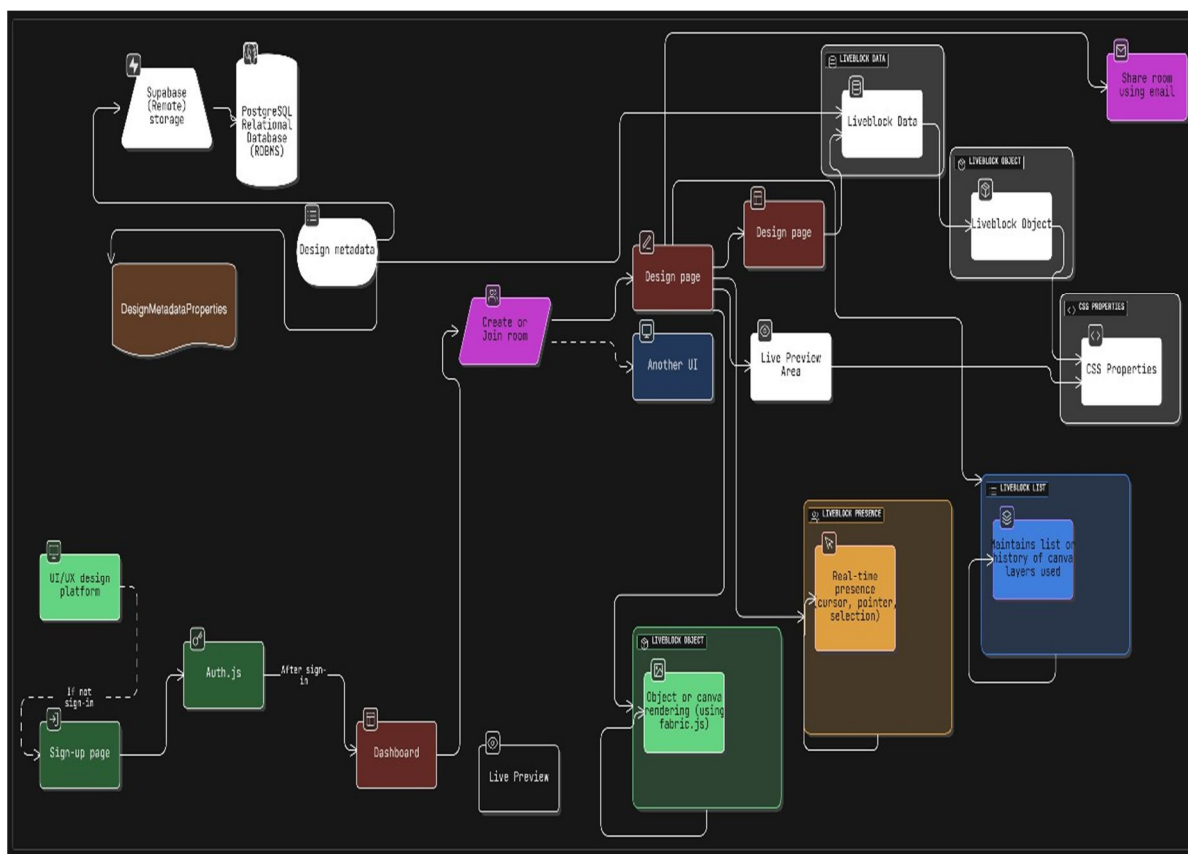 LIVEBLOCK DATA
Share room
using email
Supabase
(Remote)
storage
PostgreSQL
Relational
Database
(RDBMS)
Liveblock Data
LIVEBLOCK OBJECT
Liveblock Object
Design metadata
Design page
Design page
DesignMetadataProperties
Create or
Join room
Another UI
Live Preview
Area
CSS PROPERTIES
CSS Properties
LIVEBLOCK LIST
Maintains list or
history of canva
layers used
LIVEBLOCK PRESENCE
Real-time
presence
(cursor, pointer,
selection)
UI/UX design
platform
If not
sign-in
Sign-up page
Auth.js
After sign-
in
Dashboard
Live Preview
LIVEBLOCK OBJECT
Object or canva
rendering (using
fabric.js)